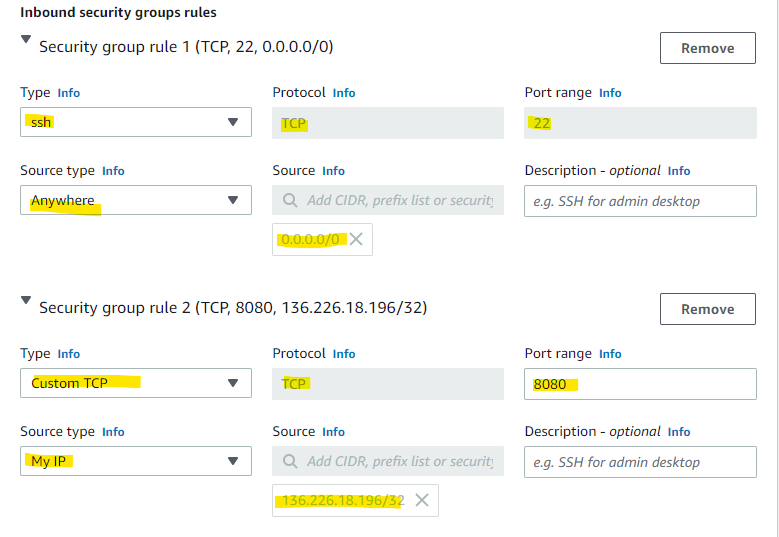 Inbound security groups rules
Security group rule 1 (TCP, 22, 0.0.0.0/0)
Remove
Type Info
Protocol Info
Port range Info
ssh
TCP
22
Source type Info
Source Info
Description - optional Info
Anywhere
Add CIDR, prefix list or security
e.g. SSH for admin desktop
0.0.0.0/0
Security group rule 2 (TCP, 8080, 136.226.18.196/32)
Remove
Type Info
Protocol Info
Port range Info
Custom TCP
TCP
8080
Source type Info
Source Info
Description - optional Info
My IP
Add CIDR, prefix list or security
e.g. SSH for admin desktop
136.226.18.196/32